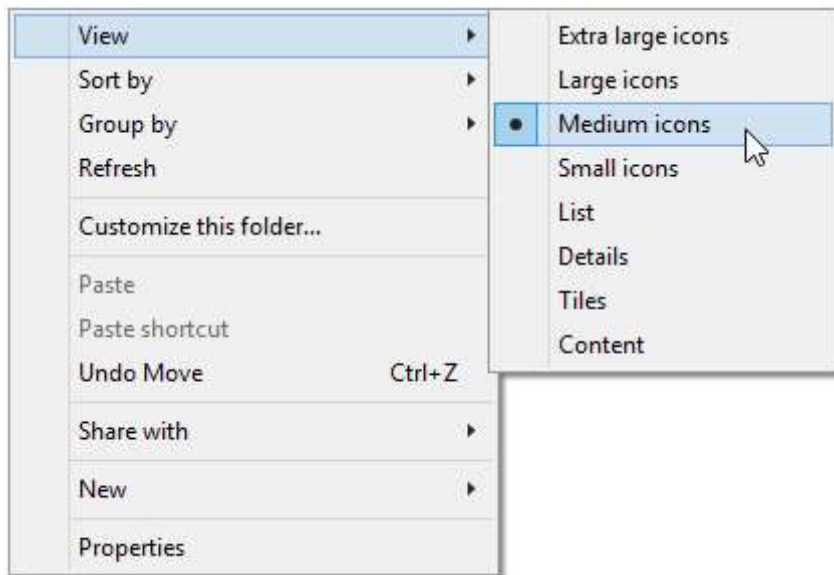 View
Sort by
Group by
Refresh
Customize this folder...
Paste
Paste shortcut
Undo Move Ctrl+Z
Share with
New
Properties
Extra large icons
Large icons
Medium icons
Small icons
List
Details
Tiles
Content